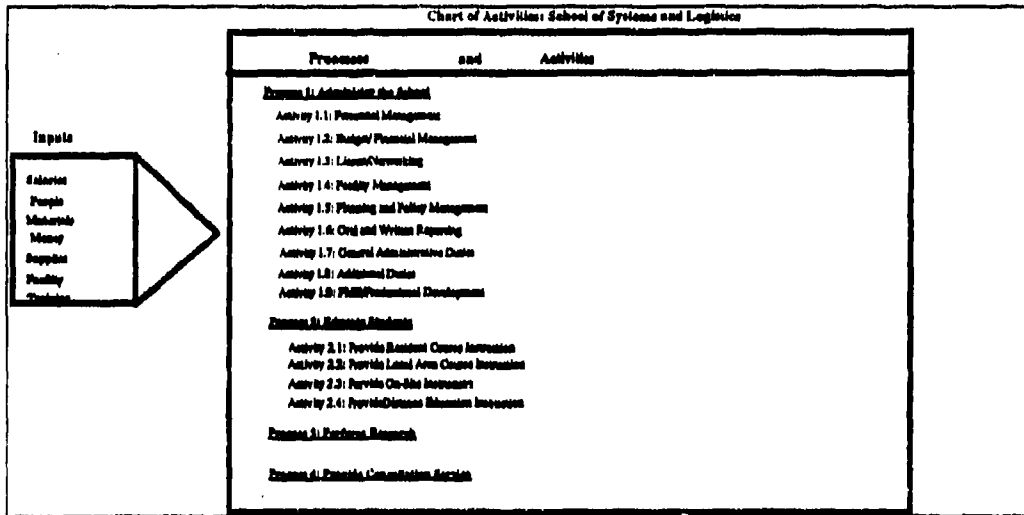 Chart of Activities: School of Systems and Logistics
Processes and Activities
Process 1: Administer the School
Activity 1.1: Personnel Management
Activity 1.2: Budget/ Financial Management
Activity 1.3: Liason/Networking
Activity 1.4: Facility Management
Activity 1.5: Planning and Policy Management
Activity 1.6: Oral and Written Reporting
Activity 1.7: General Administrative Duties
Activity 1.8: Additional Duties
Activity 1.9: Professional Development
Inputs
Salaries
People
Materials
Money
Supplies
Facility
Training
Process 2: Educate Students
Activity 2.1: Provide Resident Course Instruction
Activity 2.2: Provide Local Area Course Instruction
Activity 2.3: Provide On-Site
Activity 2.4: ProvideDistance Education Instruction
Process 3: Perform Research
Process 4: Provide Consultation Service